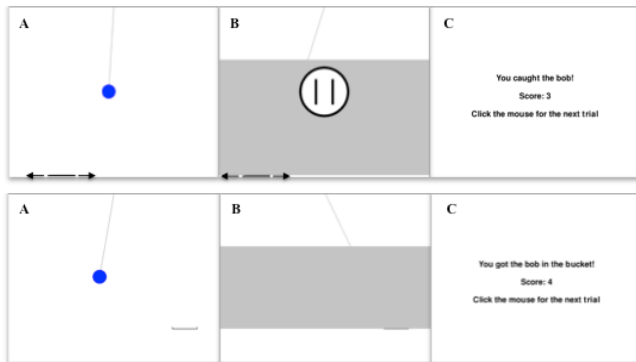 A
B
C
You caught the bob!
Score: 3
Click the mouse for the next trial
A
B
C
You got the bob in the bucket!
Score: 4
Click the mouse for the next trial